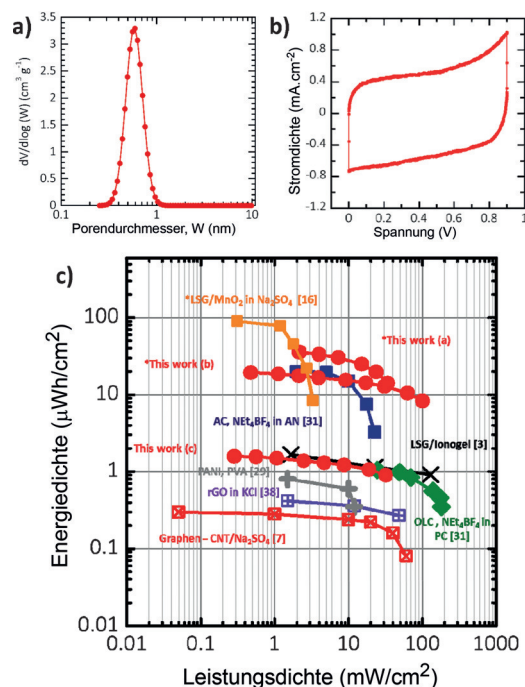 a)
3.5
3
2.5
2
1.5
1
0.5
0
dV/dlog (W) (cm³ g⁻¹)
0.1 1 10
Porendurchmesser, W (nm)
b)
1.2
0.8
0.4
0
-0.4
-0.8
-1.2
Stromdichte (mA.cm⁻²)
0 0.2 0.4 0.6 0.8 1
Spannung (V)
c)
100
10
1
0.1
0.01
Energiedichte (µWh/cm²)
*LSG/MnO₂ in Na₂SO₄ [16]
*This work (a)
*This work (b)
AC, NEt₄BF₄ in AN [31]
*This work (c)
LSG/Ionogel [3]
PANI, PVA [29]
rGO in KCl [38]
OLC, NEt₄BF₄ in
PC [31]
Graphen – CNT/Na₂SO₄ [7]
0.01 0.1 1 10 100 1000
Leistungsdichte (mW/cm²)